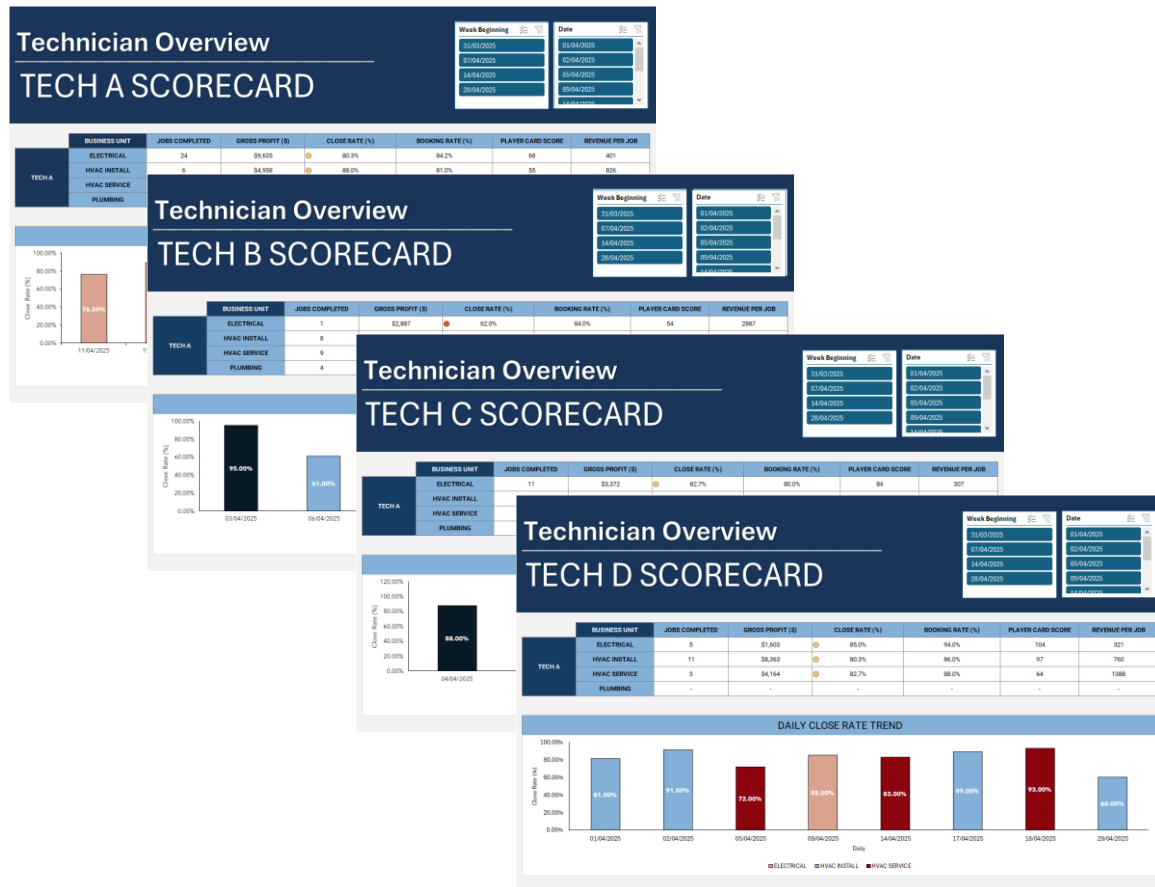 Technician Overview
TECH A SCORECARD
Week Beginning
31/03/2025
07/04/2025
14/04/2025
28/04/2025
Date
01/04/2025
02/04/2025
05/04/2025
09/04/2025
14/04/2025
BUSINESS UNIT JOBS COMPLETED GROSS PROFIT ($) CLOSE RATE (%) BOOKING RATE (%) PLAYER CARD SCORE REVENUE PER JOB
TECH A
ELECTRICAL 24 $9,635 80.3% 84.2% 68 401
HVAC INSTALL 6 $4,958 88.0% 81.0% 55 826
HVAC SERVICE
PLUMBING
100.00%
80.00%
60.00%
40.00%
20.00%
0.00%
Close Rate (%)
76.00%
11/04/2025
Technician Overview
TECH B SCORECARD
Week Beginning
31/03/2025
07/04/2025
14/04/2025
28/04/2025
Date
01/04/2025
02/04/2025
05/04/2025
09/04/2025
14/04/2025
BUSINESS UNIT JOBS COMPLETED GROSS PROFIT ($) CLOSE RATE (%) BOOKING RATE (%) PLAYER CARD SCORE REVENUE PER JOB
TECH A
ELECTRICAL 1 $2,887 62.0% 84.0% 54 2887
HVAC INSTALL 8
HVAC SERVICE 9
PLUMBING 4
100.00%
80.00%
60.00%
40.00%
20.00%
0.00%
Close Rate (%)
95.00%
61.00%
03/04/2025 06/04/2025
Technician Overview
TECH C SCORECARD
Week Beginning
31/03/2025
07/04/2025
14/04/2025
28/04/2025
Date
01/04/2025
02/04/2025
05/04/2025
09/04/2025
14/04/2025
BUSINESS UNIT JOBS COMPLETED GROSS PROFIT ($) CLOSE RATE (%) BOOKING RATE (%) PLAYER CARD SCORE REVENUE PER JOB
TECH A
ELECTRICAL 11 $3,372 82.7% 80.0% 84 307
HVAC INSTALL
HVAC SERVICE
PLUMBING
120.00%
100.00%
80.00%
60.00%
40.00%
20.00%
0.00%
Close Rate (%)
88.00%
04/04/2025
Technician Overview
TECH D SCORECARD
Week Beginning
31/03/2025
07/04/2025
14/04/2025
28/04/2025
Date
01/04/2025
02/04/2025
05/04/2025
09/04/2025
14/04/2025
BUSINESS UNIT JOBS COMPLETED GROSS PROFIT ($) CLOSE RATE (%) BOOKING RATE (%) PLAYER CARD SCORE REVENUE PER JOB
TECH A
ELECTRICAL 5 $1,603 85.0% 94.0% 104 321
HVAC INSTALL 11 $8,363 80.3% 86.0% 97 760
HVAC SERVICE 3 $4,164 82.7% 88.0% 64 1388
PLUMBING - - - - - -
DAILY CLOSE RATE TREND
100.00%
80.00%
60.00%
40.00%
20.00%
0.00%
Close Rate (%)
81.00% 91.00% 72.00% 85.00% 83.00% 89.00% 93.00% 60.00%
01/04/2025 02/04/2025 05/04/2025 09/04/2025 14/04/2025 17/04/2025 18/04/2025 29/04/2025
Daily
ELECTRICAL HVAC INSTALL HVAC SERVICE